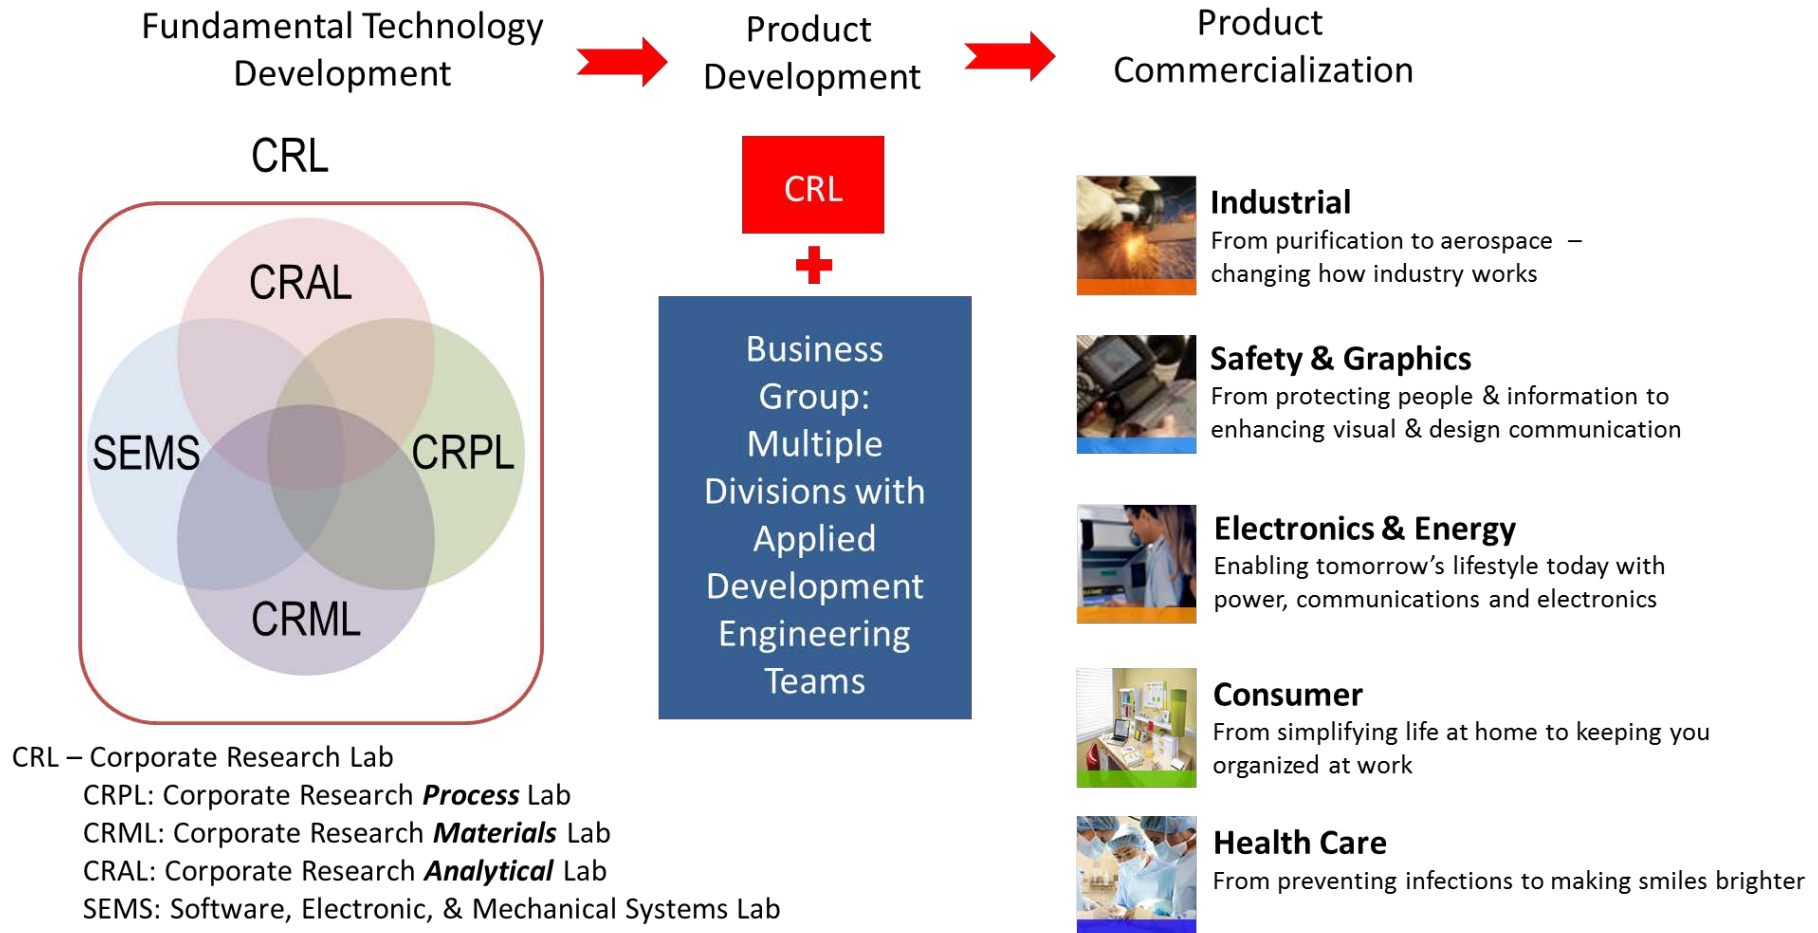 Fundamental Technology
Development
Product
Development
Product
Commercialization
CRL
CRAL
SEMS
CRPL
CRML
CRL – Corporate Research Lab
CRPL: Corporate Research Process Lab
CRML: Corporate Research Materials Lab
CRAL: Corporate Research Analytical Lab
SEMS: Software, Electronic, & Mechanical Systems Lab
CRL
+
Business
Group:
Multiple
Divisions with
Applied
Development
Engineering
Teams
Industrial
From purification to aerospace –
changing how industry works
Safety & Graphics
From protecting people & information to
enhancing visual & design communication
Electronics & Energy
Enabling tomorrow’s lifestyle today with
power, communications and electronics
Consumer
From simplifying life at home to keeping you
organized at work
Health Care
From preventing infections to making smiles brighter